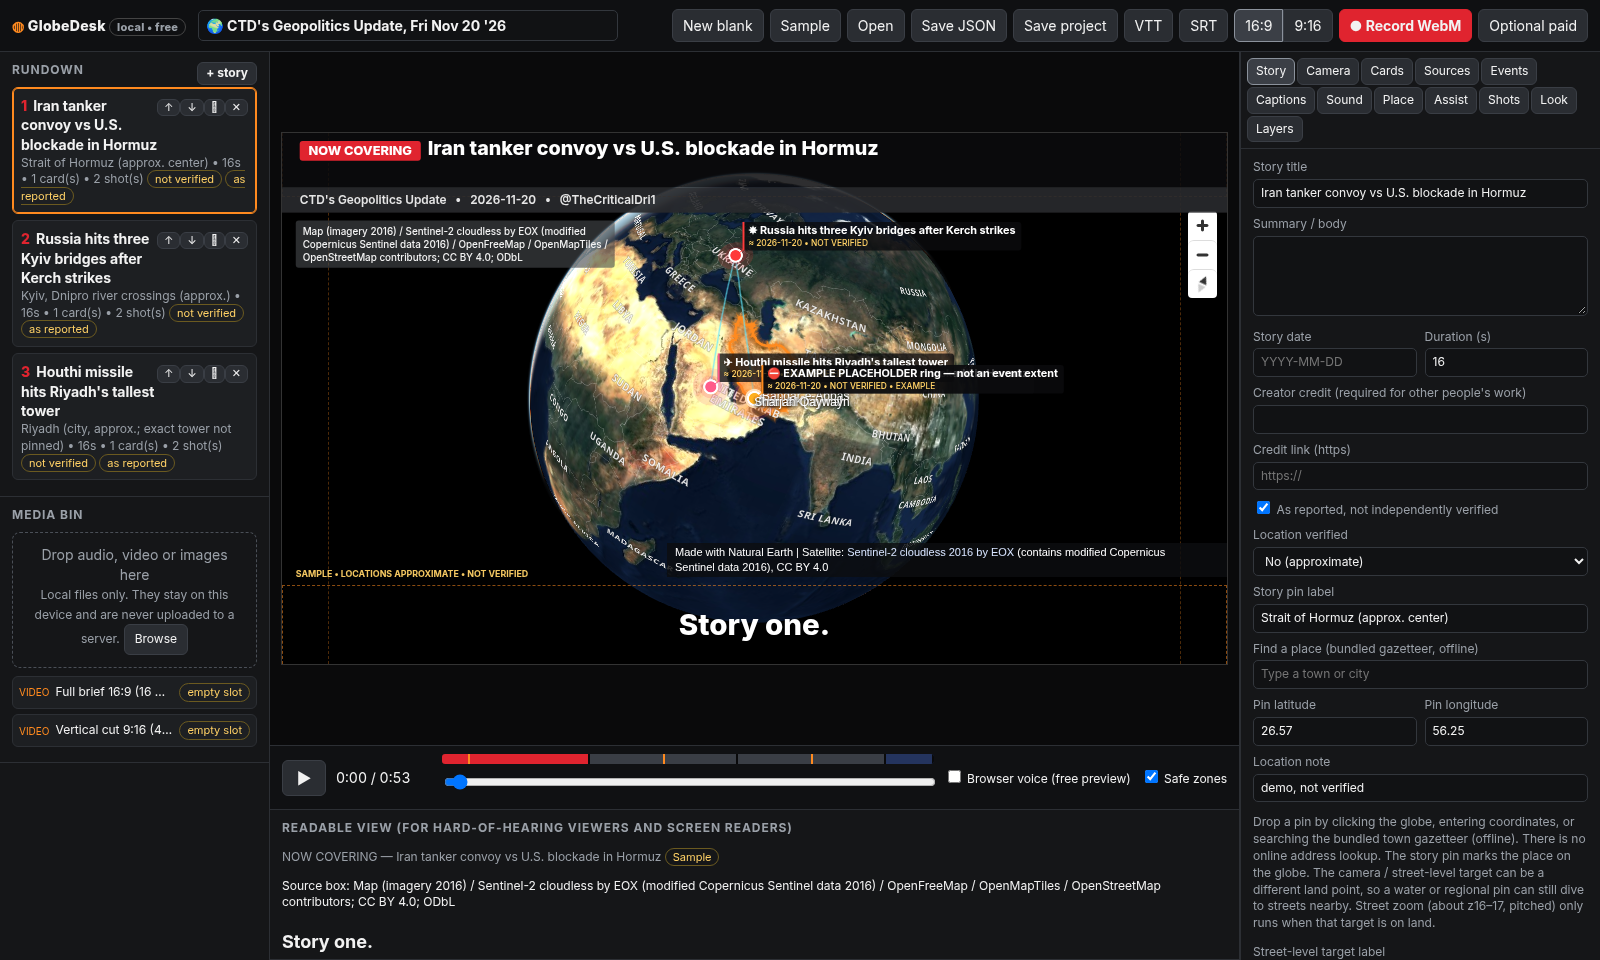 GlobeDesk local • free
🌍 CTD's Geopolitics Update, Fri Nov 20 '26
New blank
Sample
Open
Save JSON
Save project
VTT
SRT
16:9
9:16
Record WebM
Optional paid
RUNDOWN
+ story
1 Iran tanker
convoy vs U.S.
blockade in Hormuz
Strait of Hormuz (approx. center) • 16s
• 1 card(s) • 2 shot(s) not verified as
reported
2 Russia hits three
Kyiv bridges after
Kerch strikes
Kyiv, Dnipro river crossings (approx.) •
16s • 1 card(s) • 2 shot(s) not verified
as reported
3 Houthi missile
hits Riyadh's tallest
tower
Riyadh (city, approx.; exact tower not
pinned) • 16s • 1 card(s) • 2 shot(s)
not verified as reported
MEDIA BIN
Drop audio, video or images
here
Local files only. They stay on this
device and are never uploaded to a
server. Browse
VIDEO Full brief 16:9 (16 ... empty slot
VIDEO Vertical cut 9:16 (4... empty slot
NOW COVERING Iran tanker convoy vs U.S. blockade in Hormuz
CTD's Geopolitics Update • 2026-11-20 • @TheCriticalDri1
Map (imagery 2016) / Sentinel-2 cloudless by EOX (modified
Copernicus Sentinel data 2016) / OpenFreeMap / OpenMapTiles /
OpenStreetMap contributors; CC BY 4.0; ODbL
Russia hits three Kyiv bridges after Kerch strikes
≈ 2026-11-20 • NOT VERIFIED
NORWAY
UKRAINE
GREECE
RUSSIA
KAZAKHSTAN
MONGOLIA
JORDAN
Houthi missile hits Riyadh's tallest tower
≈ 2026-11
EXAMPLE PLACEHOLDER ring — not an event extent
≈ 2026-11-20 • NOT VERIFIED • EXAMPLE
Sharjah
SUDAN
CONGO
UGANDA
SOMALIA
ANGOLA
MADAGASCAR
BHUTAN
INDIA
LAOS
CAMBODIA
SRI LANKA
Made with Natural Earth | Satellite: Sentinel-2 cloudless 2016 by EOX (contains modified Copernicus
Sentinel data 2016), CC BY 4.0
SAMPLE • LOCATIONS APPROXIMATE • NOT VERIFIED
Story one.
0:00 / 0:53
Browser voice (free preview)
Safe zones
READABLE VIEW (FOR HARD-OF-HEARING VIEWERS AND SCREEN READERS)
NOW COVERING — Iran tanker convoy vs U.S. blockade in Hormuz Sample
Source box: Map (imagery 2016) / Sentinel-2 cloudless by EOX (modified Copernicus Sentinel data 2016) / OpenFreeMap / OpenMapTiles / OpenStreetMap
contributors; CC BY 4.0; ODbL
Story one.
Story
Camera
Cards
Sources
Events
Captions
Sound
Place
Assist
Shots
Look
Layers
Story title
Iran tanker convoy vs U.S. blockade in Hormuz
Summary / body
Story date
Duration (s)
YYYY-MM-DD
16
Creator credit (required for other people's work)
Credit link (https)
https://
As reported, not independently verified
Location verified
No (approximate)
Story pin label
Strait of Hormuz (approx. center)
Find a place (bundled gazetteer, offline)
Type a town or city
Pin latitude
Pin longitude
26.57
56.25
Location note
demo, not verified
Drop a pin by clicking the globe, entering coordinates, or
searching the bundled town gazetteer (offline). There is no
online address lookup. The story pin marks the place on
the globe. The camera / street-level target can be a
different land point, so a water or regional pin can still dive
to streets nearby. Street zoom (about z16–17, pitched) only
runs when that target is on land.
Street-level target label